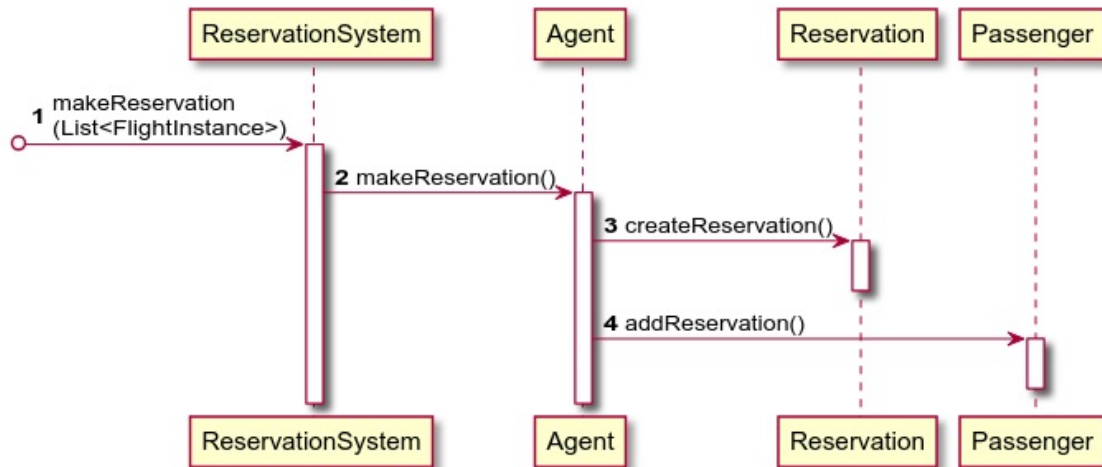 ReservationSystem
Agent
Reservation
Passenger
1 makeReservation
(List<FlightInstance>)
2 makeReservation()
3 createReservation()
4 addReservation()
ReservationSystem
Agent
Reservation
Passenger